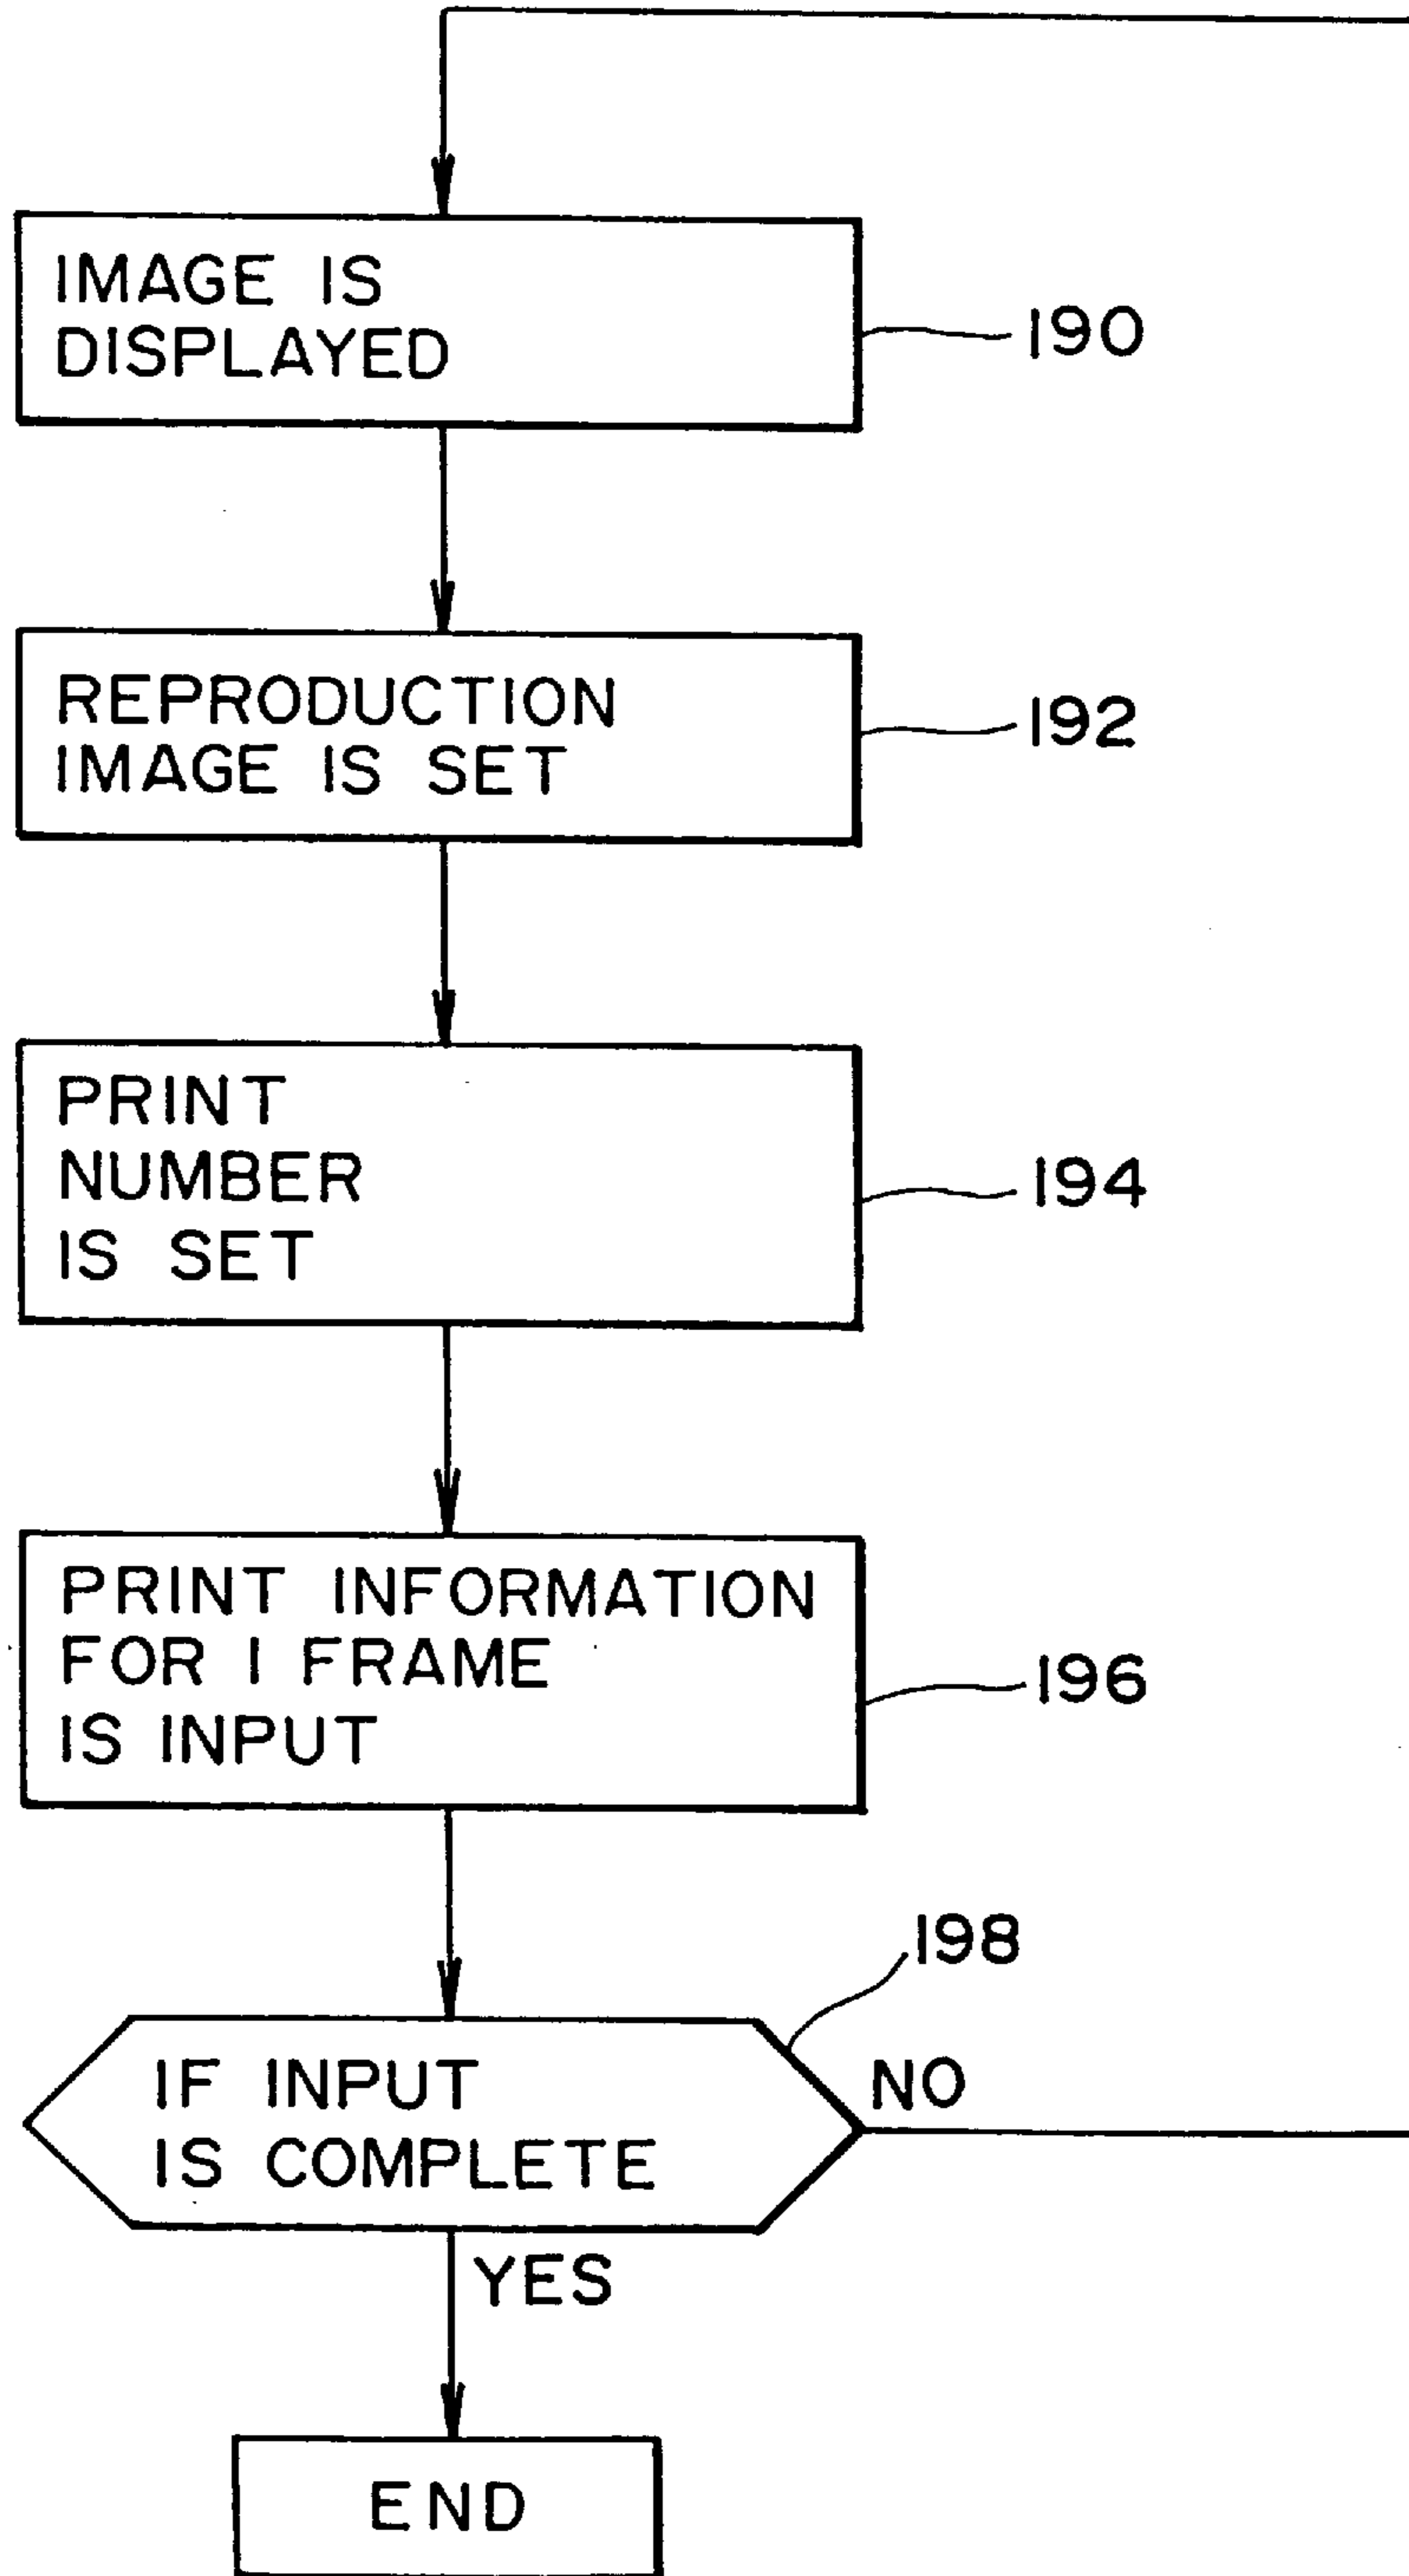 IMAGE IS
DISPLAYED
190
REPRODUCTION
IMAGE IS SET
192
PRINT
NUMBER
IS SET
194
PRINT INFORMATION
FOR 1 FRAME
IS INPUT
196
198
IF INPUT
IS COMPLETE
NO
YES
END